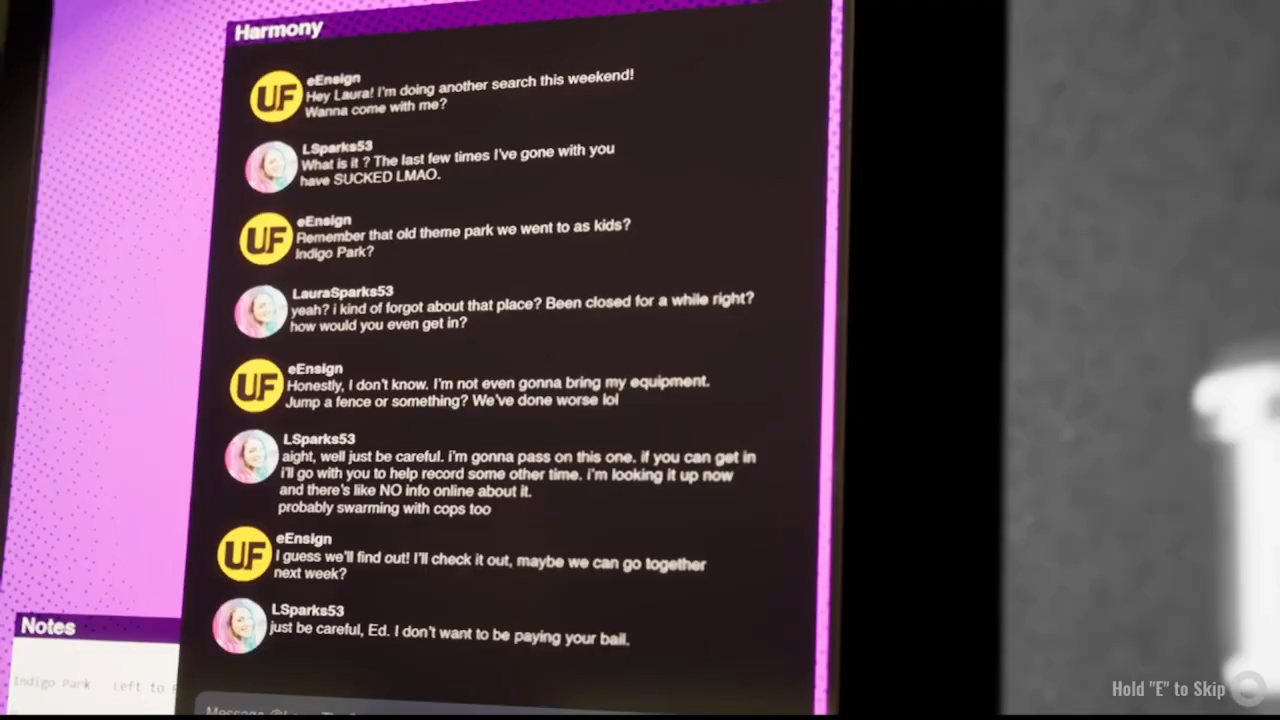 Harmony
eEnsign
UF
Hey Laura! I'm doing another search this weekend!
Wanna come with me?
LSparks53
What is it ? The last few times I've gone with you
have SUCKED LMAO.
eEnsign
UF
Remember that old theme park we went to as kids?
Indigo Park?
LauraSparks53
yeah? i kind of forgot about that place? Been closed for a while right?
how would you even get in?
eEnsign
UF
Honestly, I don't know. I'm not even gonna bring my equipment.
Jump a fence or something? We've done worse lol
LSparks53
aight, well just be careful. i'm gonna pass on this one. if you can get in
i'll go with you to help record some other time. i'm looking it up now
and there's like NO info online about it.
probably swarming with cops too
eEnsign
UF
I guess we'll find out! I'll check it out, maybe we can go together
next week?
LSparks53
just be careful, Ed. I don't want to be paying your bail.
Notes
Indigo Park Left to
Message
Hold "E" to Skip